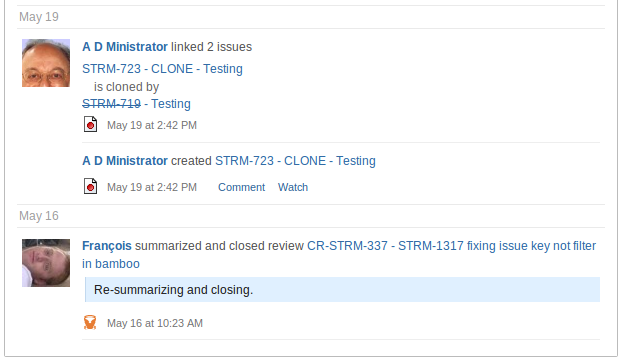 May 19
A D Ministrator linked 2 issues
STRM-723 - CLONE - Testing
is cloned by
STRM-719 - Testing
May 19 at 2:42 PM
A D Ministrator created STRM-723 - CLONE - Testing
May 19 at 2:42 PM Comment Watch
May 16
François summarized and closed review CR-STRM-337 - STRM-1317 fixing issue key not filter
in bamboo
Re-summarizing and closing.
May 16 at 10:23 AM